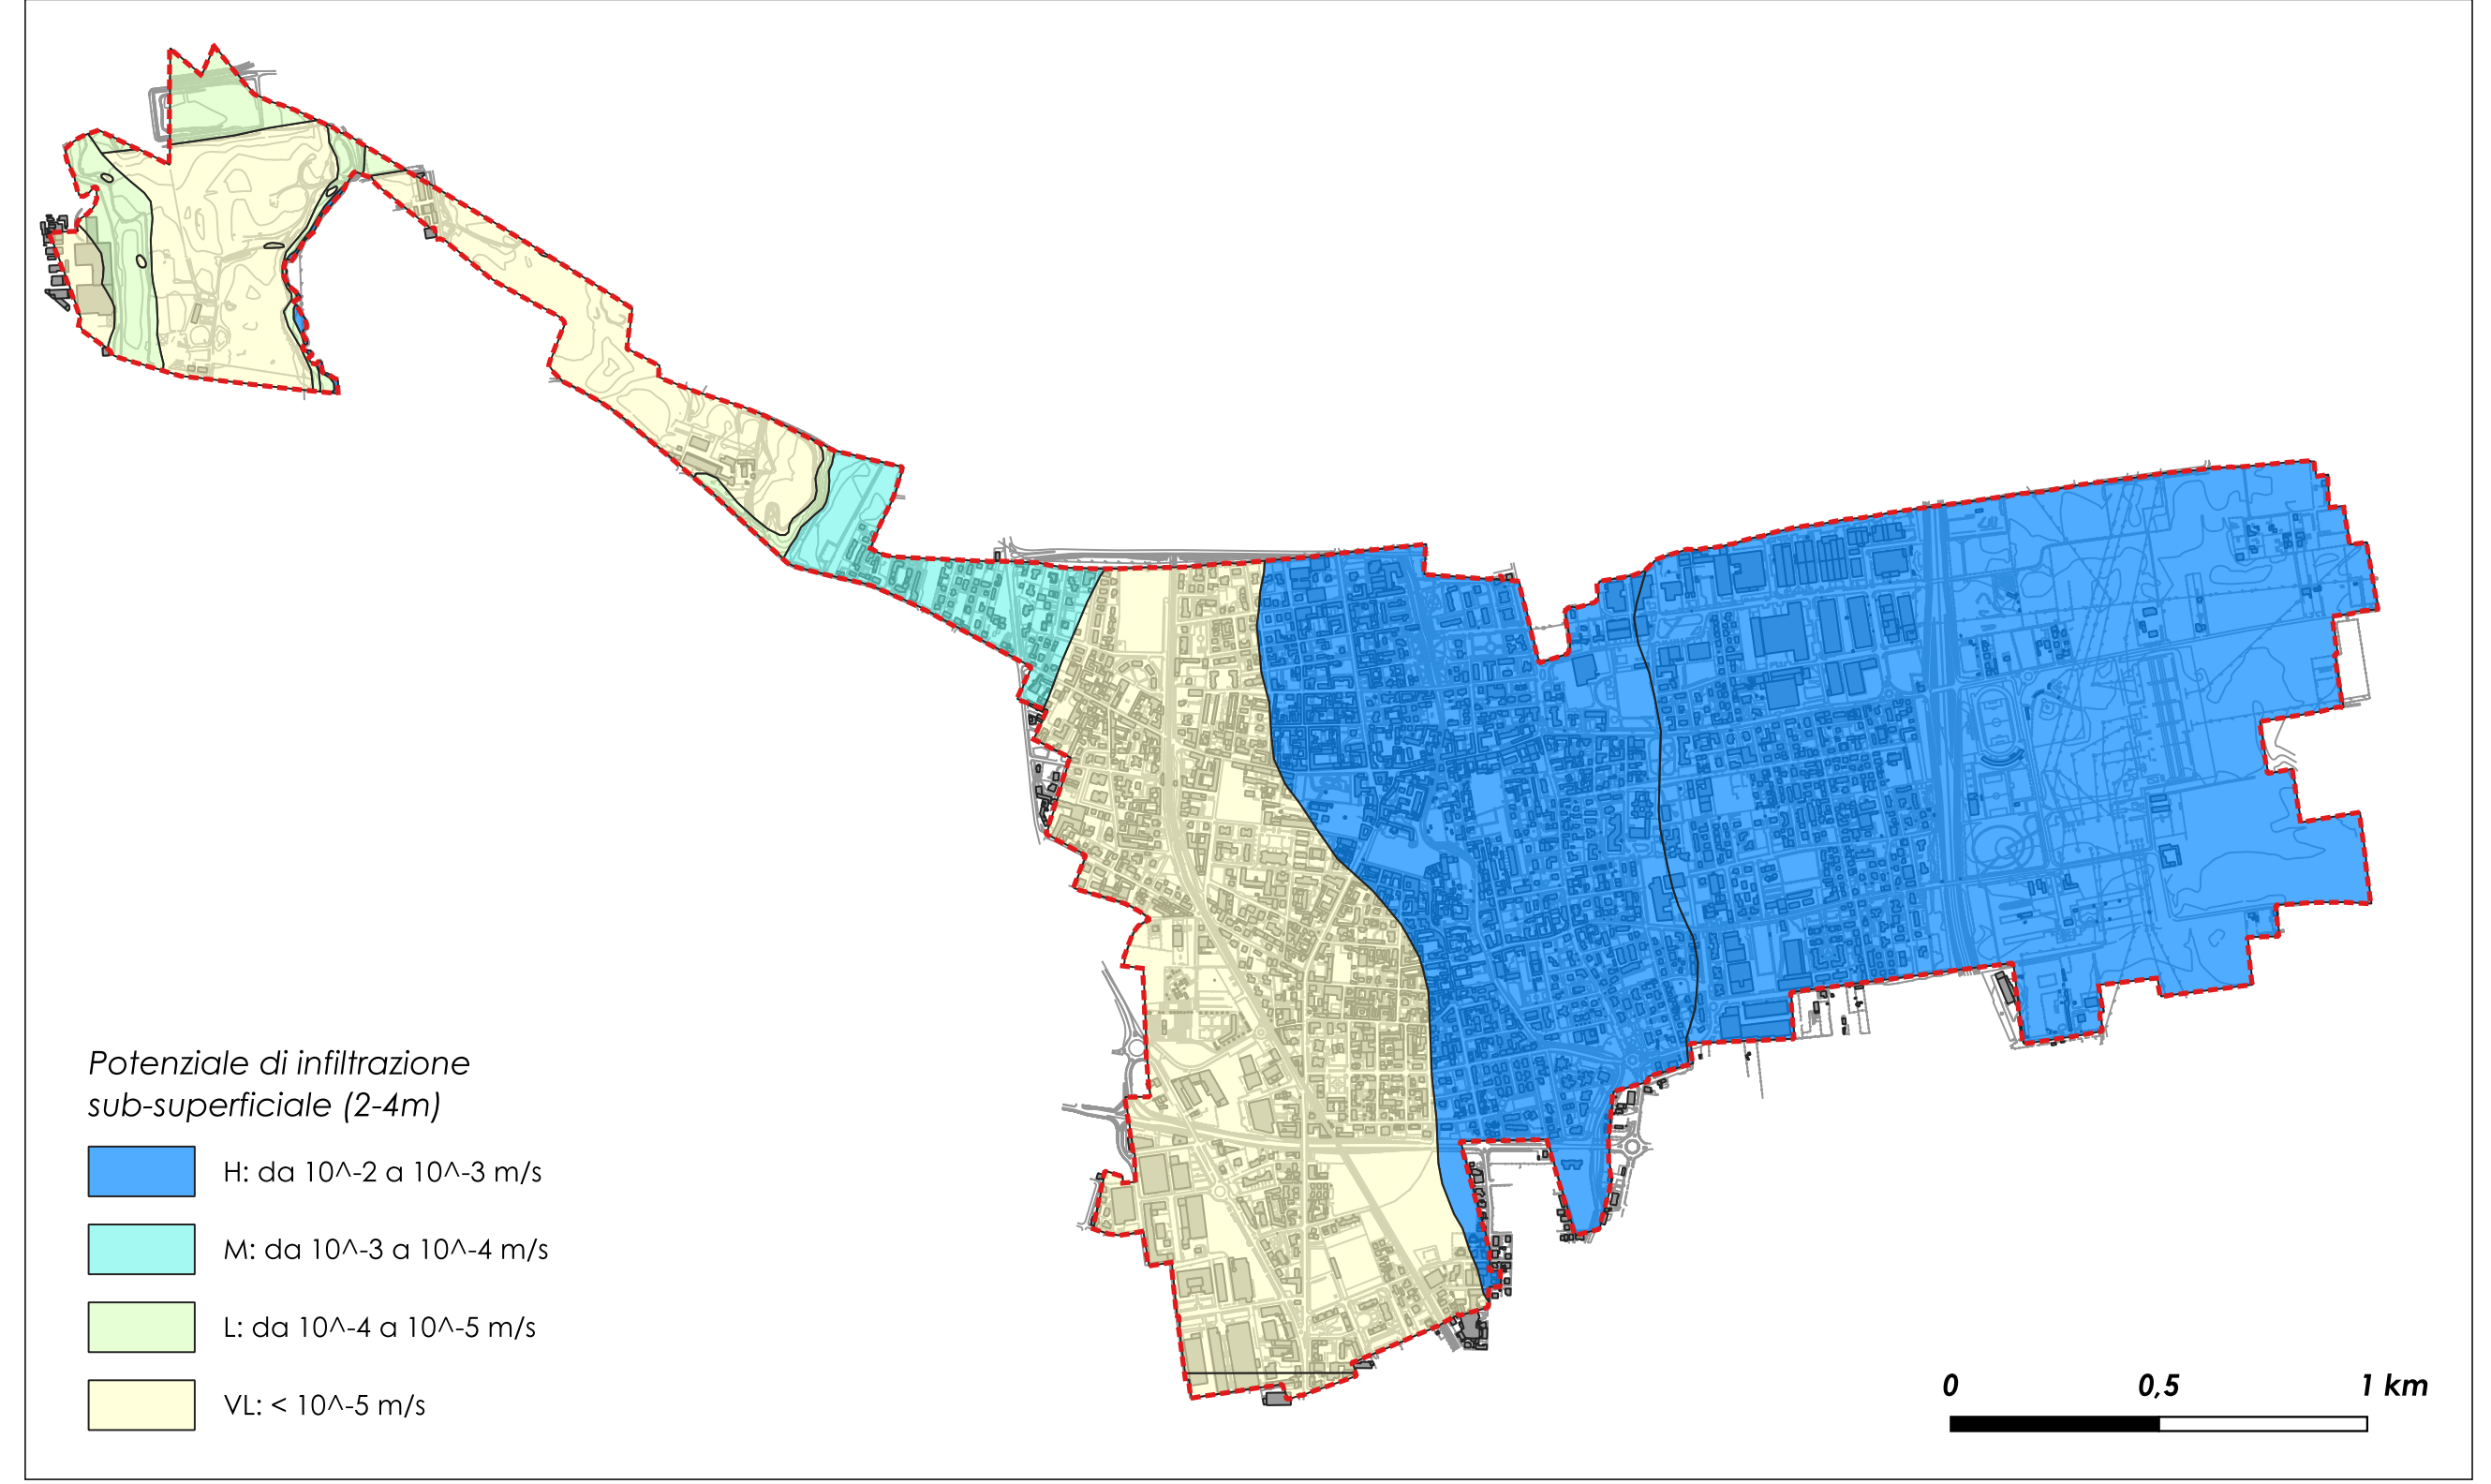 Potenziale di infiltrazione
sub-superficiale (2-4m)
H: da 10^-2 a 10^-3 m/s
M: da 10^-3 a 10^-4 m/s
L: da 10^-4 a 10^-5 m/s
VL: < 10^-5 m/s
0 0,5 1 km